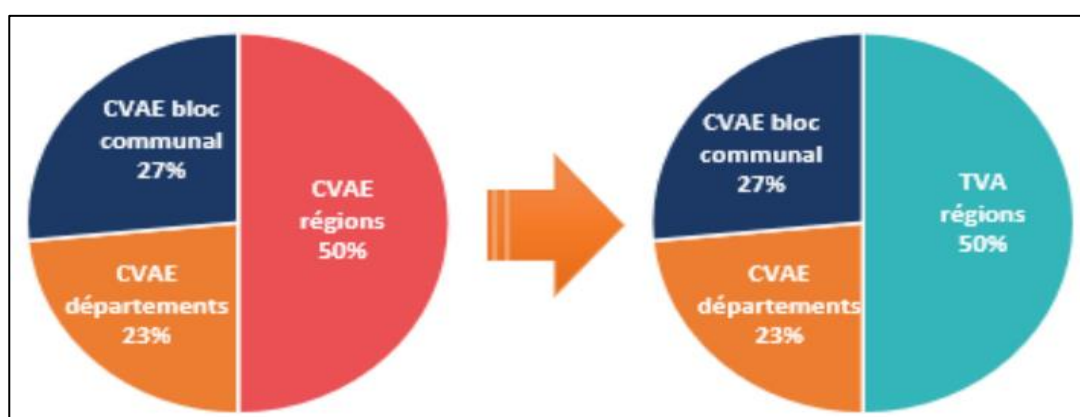 CVAE bloc
communal
27%
CVAE
régions
50%
CVAE
départements
23%
CVAE bloc
communal
27%
TVA
régions
50%
CVAE
départements
23%